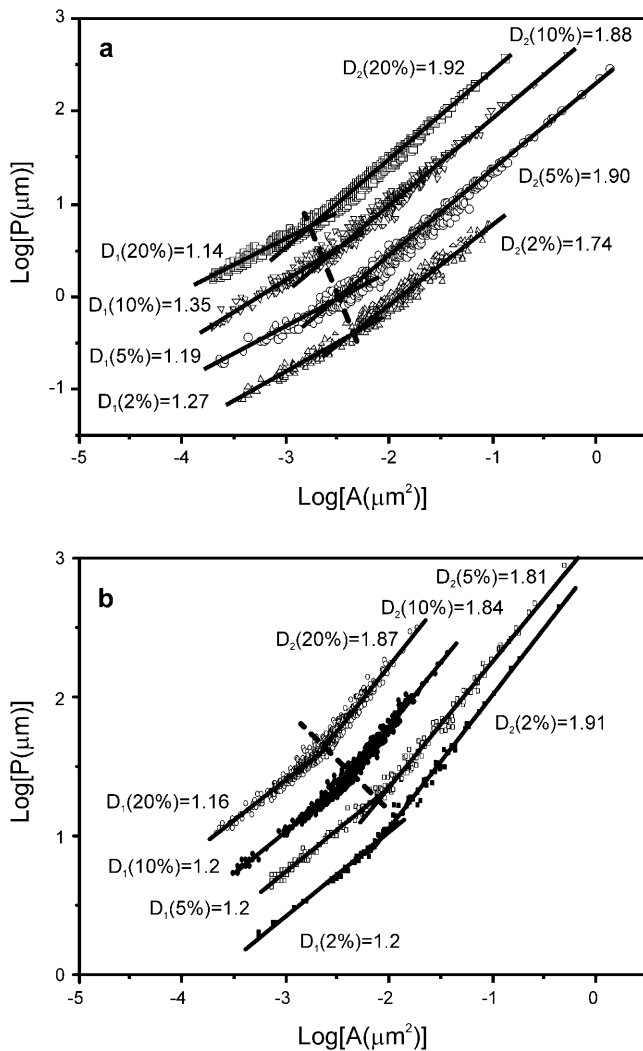 3
a
D₂(10%)=1.88
D₂(20%)=1.92
2
D₂(5%)=1.90
Log[P(μm)]
1
D₂(2%)=1.74
D₁(20%)=1.14
0
D₁(10%)=1.35
D₁(5%)=1.19
-1
D₁(2%)=1.27
-5 -4 -3 -2 -1 0
Log[A(μm²)]
3
b
D₂(5%)=1.81
D₂(10%)=1.84
D₂(20%)=1.87
2
D₂(2%)=1.91
Log[P(μm)]
D₁(20%)=1.16
1
D₁(10%)=1.2
D₁(5%)=1.2
D₁(2%)=1.2
0
-5 -4 -3 -2 -1 0
Log[A(μm²)]